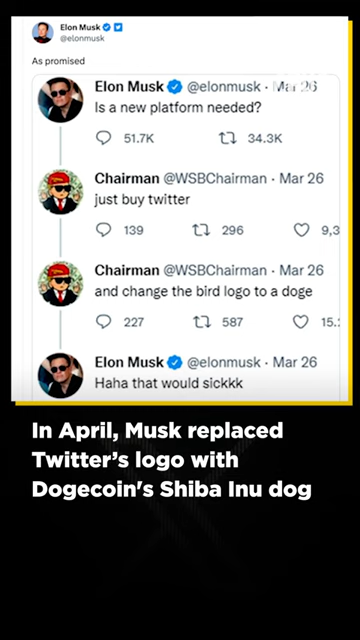 Elon Musk
@elonmusk
As promised
Elon Musk @elonmusk · Mar 26
Is a new platform needed?
51.7K 34.3K
Chairman @WSBChairman · Mar 26
just buy twitter
139 296 9,3
Chairman @WSBChairman · Mar 26
and change the bird logo to a doge
227 587 15.
Elon Musk @elonmusk · Mar 26
Haha that would sickkk
In April, Musk replaced
Twitter’s logo with
Dogecoin's Shiba Inu dog